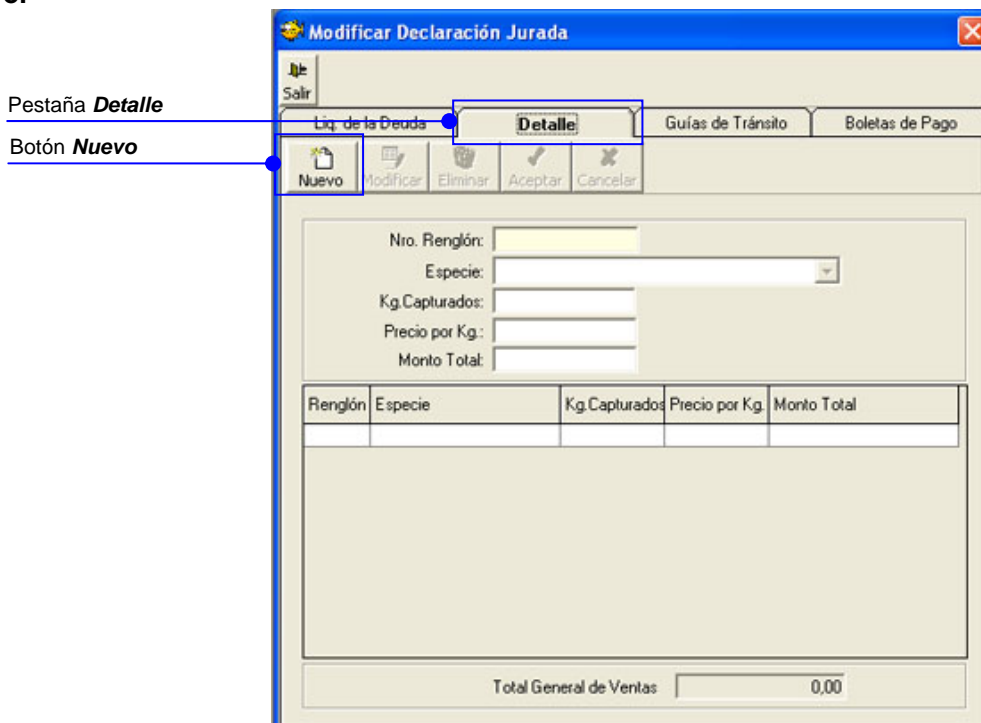 Modificar Declaración Jurada
Salir
Pestaña Detalle
Liq. de la Deuda Detalle Guías de Tránsito Boletas de Pago
Botón Nuevo
Nuevo Modificar Eliminar Aceptar Cancelar
Nro. Renglón:
Especie:
Kg.Capturados:
Precio por Kg.:
Monto Total:
Renglón Especie Kg.Capturados Precio por Kg. Monto Total
Total General de Ventas 0,00